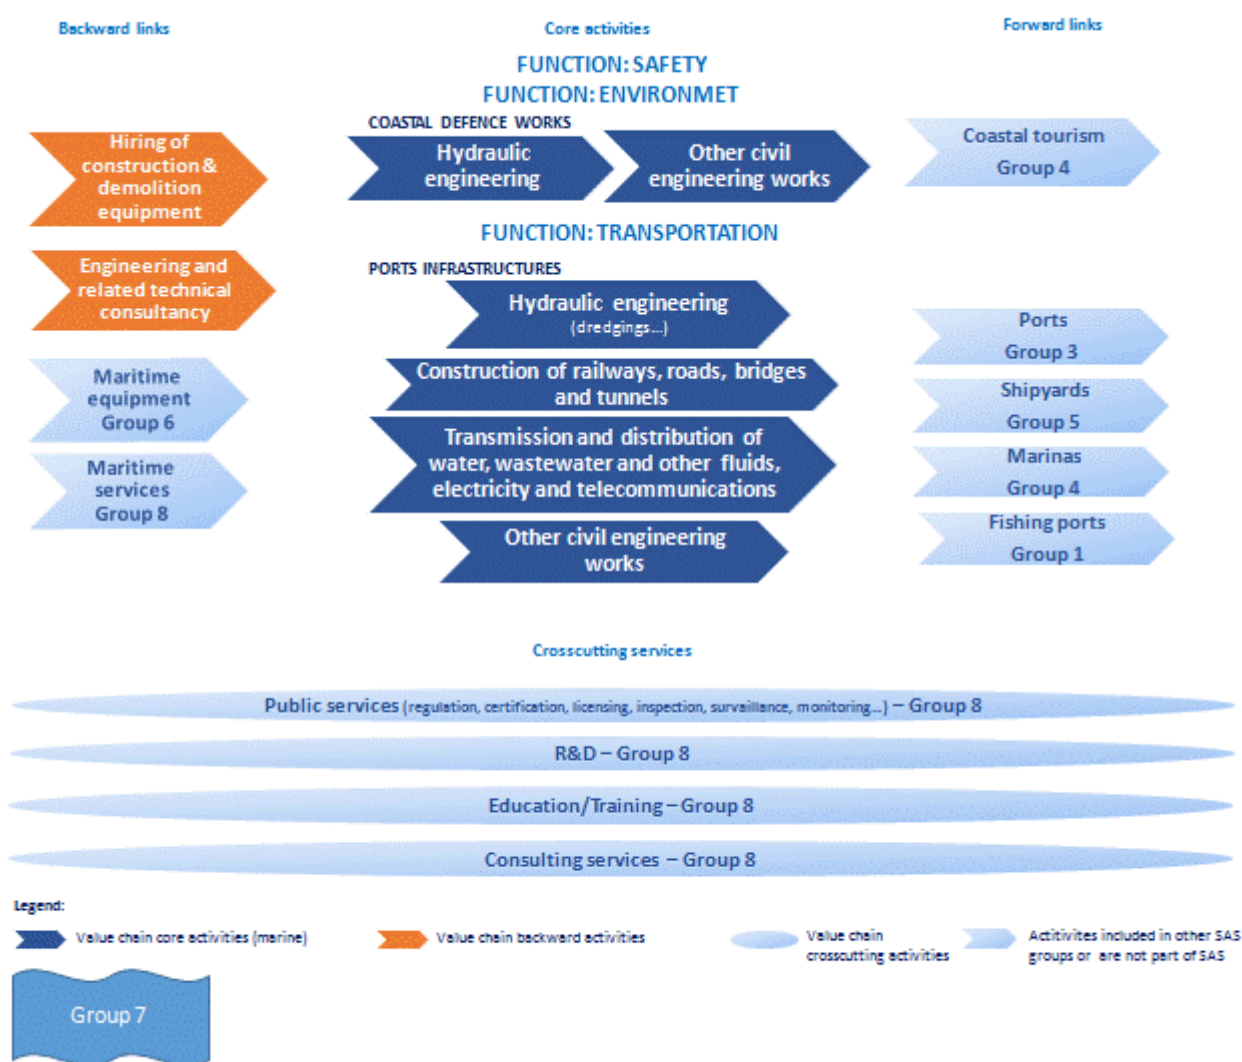 Backward links
Core activities
Forward links
FUNCTION: SAFETY
FUNCTION: ENVIRONMET
COASTAL DEFENCE WORKS
Hiring of
construction &
demolition
equipment
Hydraulic
engineering
Other civil
engineering works
Coastal tourism
Group 4
FUNCTION: TRANSPORTATION
PORTS INFRASTRUCTURES
Engineering and
related technical
consultancy
Hydraulic engineering
(dredgings...)
Ports
Group 3
Maritime
equipment
Group 6
Construction of railways, roads, bridges
and tunnels
Shipyards
Group 5
Maritime
services
Group 8
Transmission and distribution of
water, wastewater and other fluids,
electricity and telecommunications
Marinas
Group 4
Other civil engineering
works
Fishing ports
Group 1
Crosscutting services
Public services (regulation, certification, licensing, inspection, survaillance, monitoring...) – Group 8
R&D – Group 8
Education/Training – Group 8
Consulting services – Group 8
Legend:
Value chain core activities (marine)
Value chain backward activities
Value chain
crosscutting activities
Actitivites included in other SAS
groups or are not part of SAS
Group 7